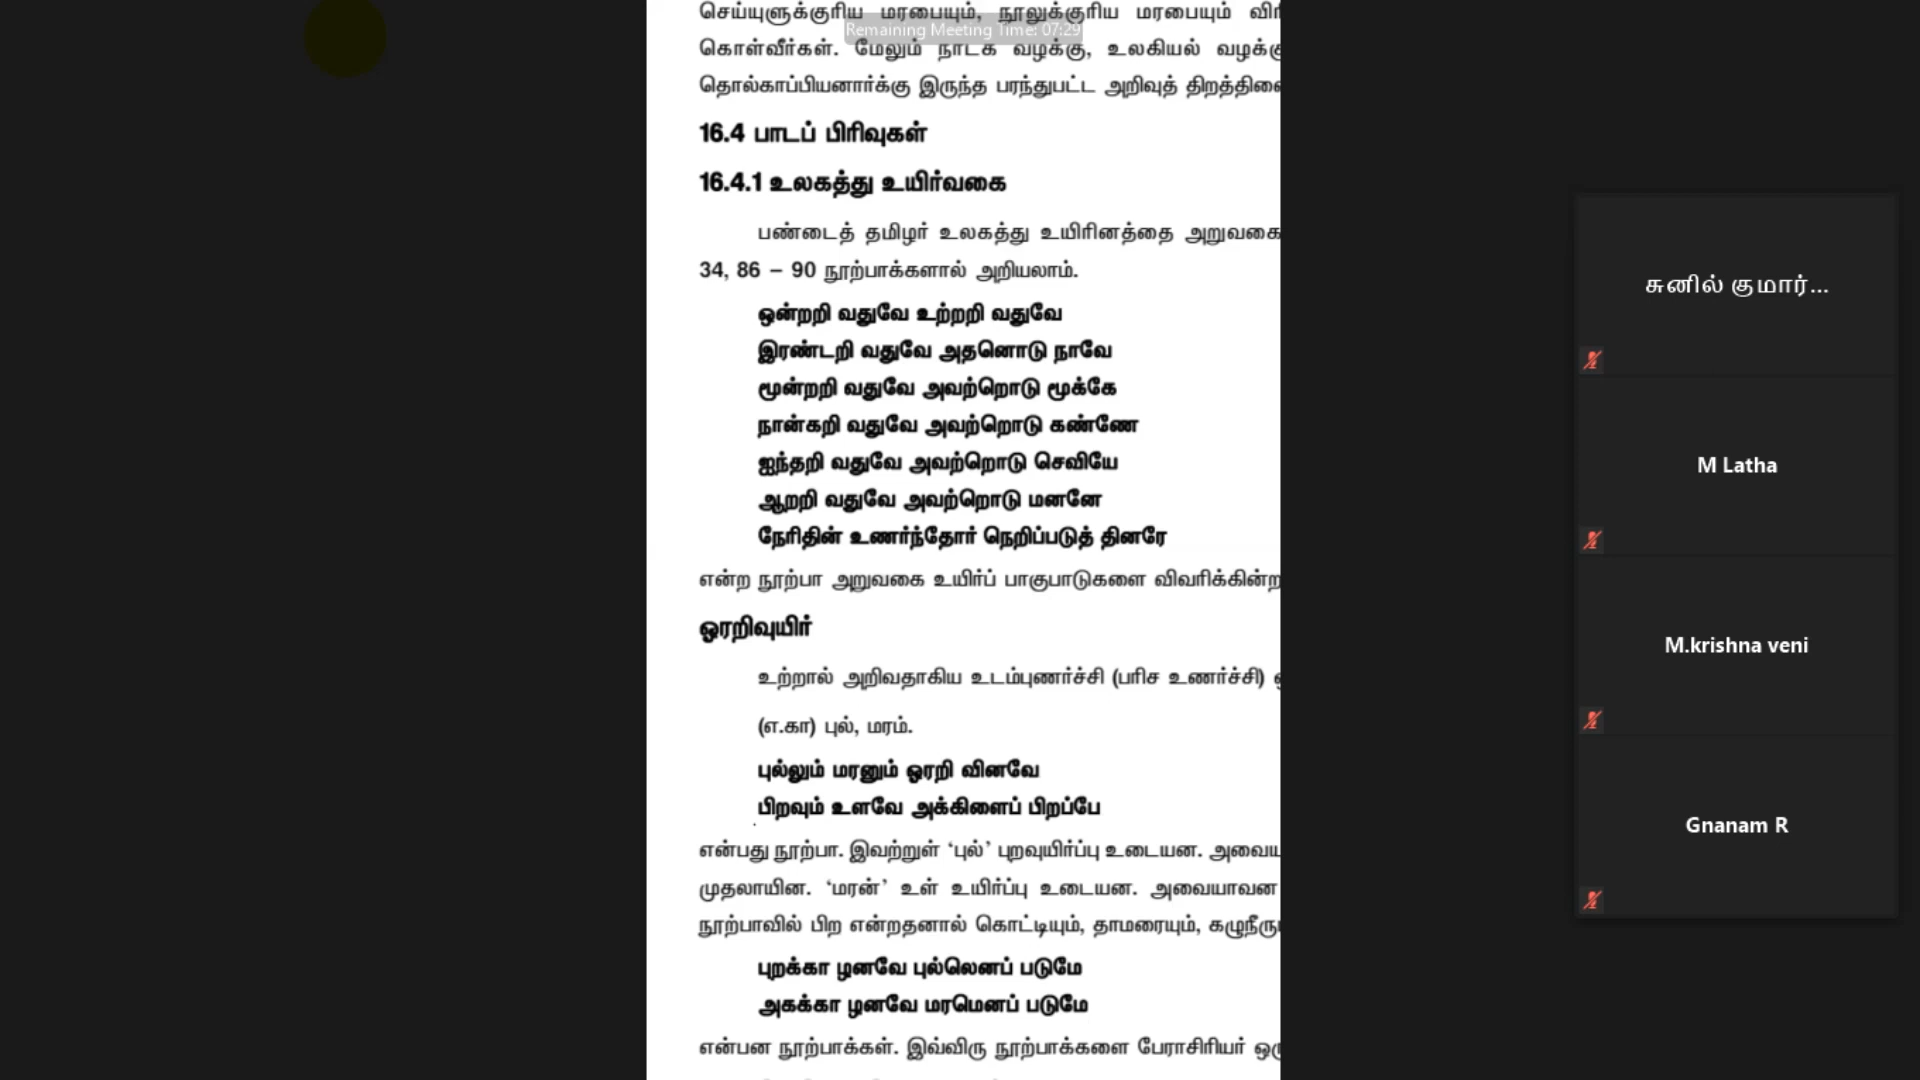 செய்யுளுக்குரிய மரபையும், நூலுக்குரிய மரபையும்
Remaining Meeting Time: 07:29
கொள்வீர்கள். மேலும் நாடக வழக்கு, உலகியல் வழக்கு
தொல்காப்பியனார்க்கு இருந்த பரந்துபட்ட அறிவுத்
16.4 பாடப் பிரிவுகள்
16.4.1 உலகத்து உயிர்வகை
பண்டைத் தமிழர் உலகத்து உயிரினத்தை அறுவகை
34, 86 – 90 நூற்பாக்களால் அறியலாம்.
ஒன்றறி வதுவே உற்றறி வதுவே
இரண்டறி வதுவே அதனொடு நாவே
மூன்றறி வதுவே அவற்றொடு மூக்கே
நான்கறி வதுவே அவற்றொடு கண்ணே
ஐந்தறி வதுவே அவற்றொடு செவியே
ஆறறி வதுவே அவற்றொடு மனனே
நேரிதின் உணர்ந்தோர் நெறிப்படுத் தினரே
என்ற நூற்பா அறுவகை உயிர்ப் பாகுபாடுகளை
ஓரறிவுயிர்
உற்றால் அறிவதாகிய உடம்புணர்ச்சி (பரிச உணர்ச்சி)
(எ.கா) புல், மரம்.
புல்லும் மரனும் ஓரறி வினவே
பிறவும் உளவே அக்கிளைப் பிறப்பே
என்பது நூற்பா. இவற்றுள் ‘புல்’ புறவுயிர்ப்பு உடையன.
முதலாயின. ‘மரன்’ உள் உயிர்ப்பு உடையன. அவையாவன
நூற்பாவில் பிற என்றதனால் கொட்டியும், தாமரையும்,
புறக்கா ழனவே புல்லெனப் படுமே
அகக்கா ழனவே மரமெனப் படுமே
என்பன நூற்பாக்கள். இவ்விரு நூற்பாக்களை பேராசிரியர்
சுனில் குமார்...
M Latha
M.krishna veni
Gnanam R